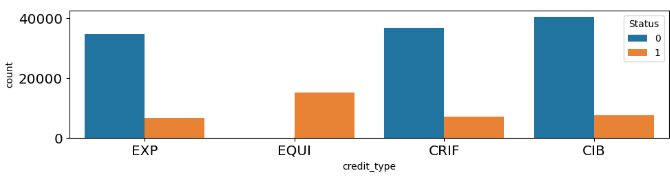 40000
20000
0
count
EXP EQUI CRIF CIB
credit_type
Status
0
1